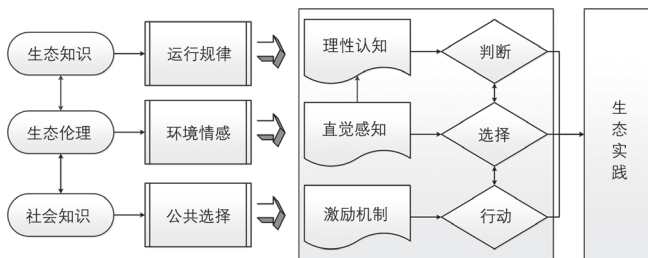 生态知识
运行规律
理性认知
判断
生态伦理
环境情感
直觉感知
选择
社会知识
公共选择
激励机制
行动
生态实践